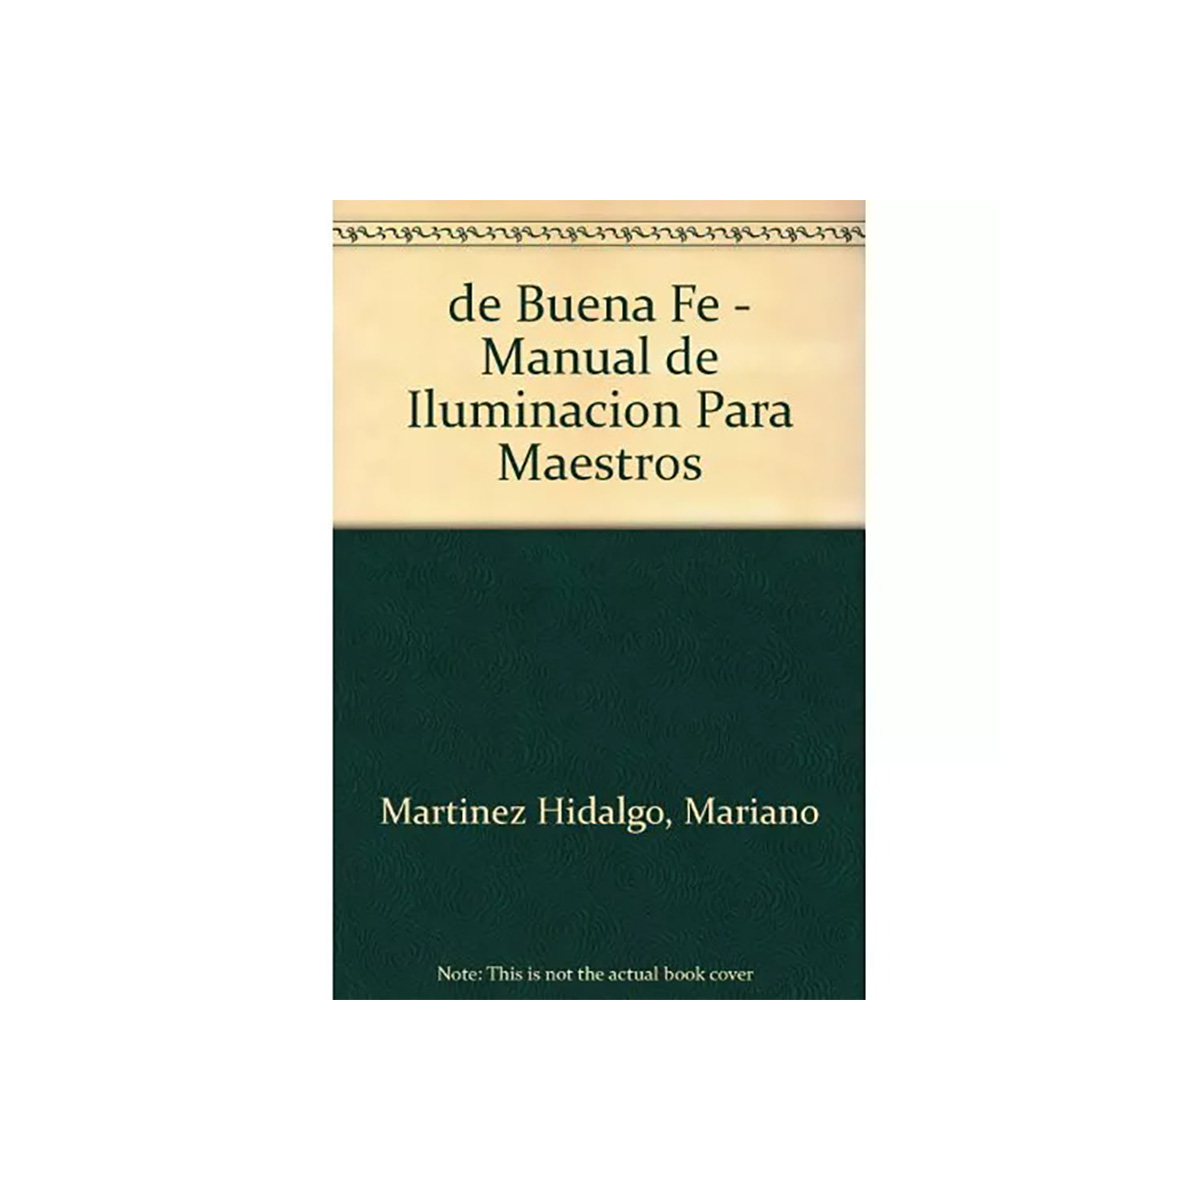 de Buena Fe -
Manual de
Iluminacion Para
Maestros
Martinez Hidalgo, Mariano
Note: This is not the actual book cover